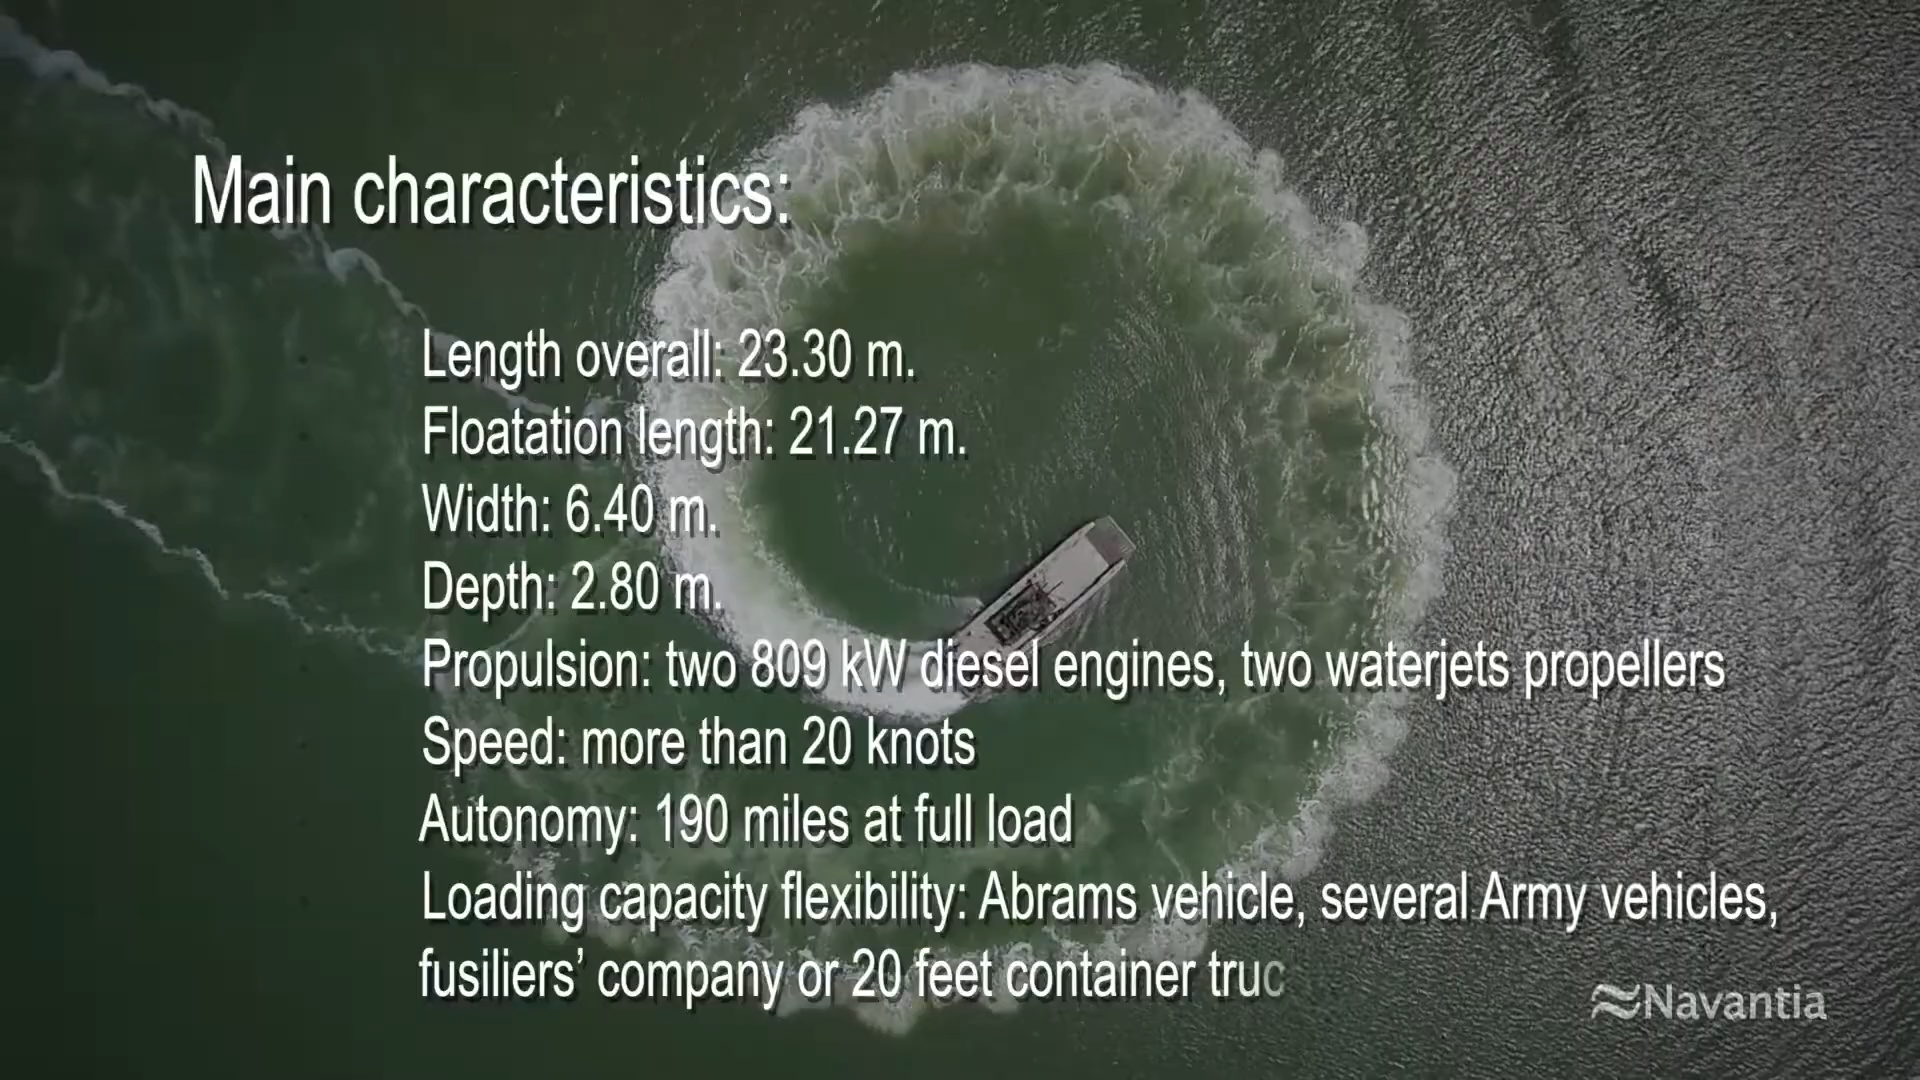 Main characteristics:
Length overall: 23.30 m.
Floatation length: 21.27 m.
Width: 6.40 m.
Depth: 2.80 m.
Propulsion: two 809 kW diesel engines, two waterjets propellers
Speed: more than 20 knots
Autonomy: 190 miles at full load
Loading capacity flexibility: Abrams vehicle, several Army vehicles,
fusiliers’ company or 20 feet container truc
Navantia